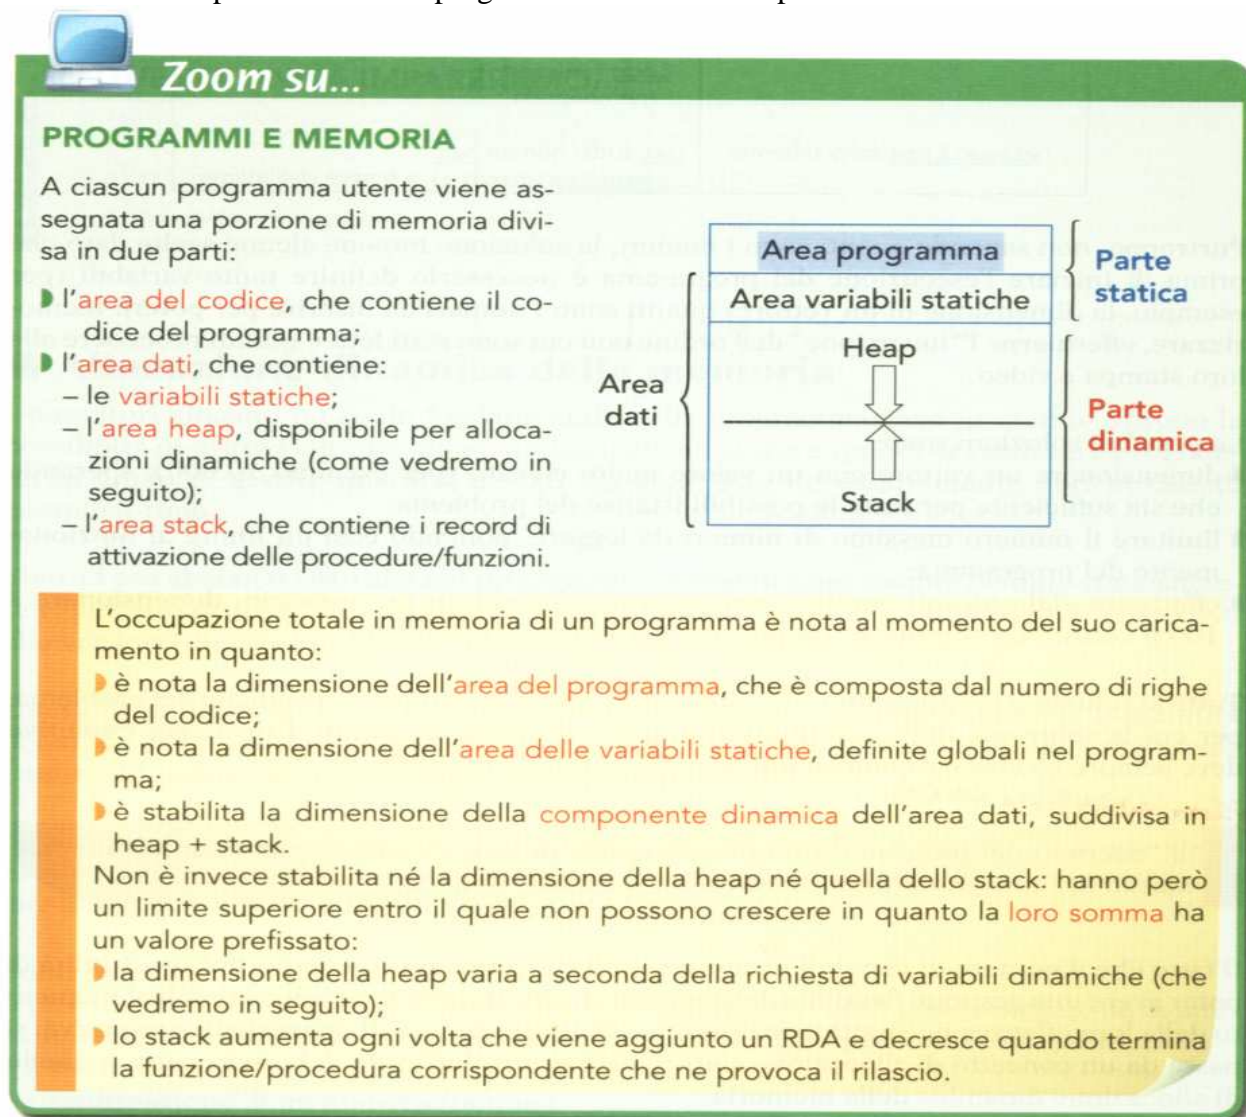 Zoom su...
PROGRAMMI E MEMORIA
A ciascun programma utente viene as-
segnata una porzione di memoria divi-
sa in due parti:
l'area del codice, che contiene il co-
dice del programma;
l'area dati, che contiene:
– le variabili statiche;
– l'area heap, disponibile per alloca-
zioni dinamiche (come vedremo in
seguito);
– l'area stack, che contiene i record di
attivazione delle procedure/funzioni.
Area programma
Area variabili statiche
Heap
Stack
Area
dati
Parte
statica
Parte
dinamica
L'occupazione totale in memoria di un programma è nota al momento del suo carica-
mento in quanto:
è nota la dimensione dell'area del programma, che è composta dal numero di righe
del codice;
è nota la dimensione dell'area delle variabili statiche, definite globali nel program-
ma;
è stabilita la dimensione della componente dinamica dell'area dati, suddivisa in
heap + stack.
Non è invece stabilita né la dimensione della heap né quella dello stack: hanno però
un limite superiore entro il quale non possono crescere in quanto la loro somma ha
un valore prefissato:
la dimensione della heap varia a seconda della richiesta di variabili dinamiche (che
vedremo in seguito);
lo stack aumenta ogni volta che viene aggiunto un RDA e decresce quando termina
la funzione/procedura corrispondente che ne provoca il rilascio.